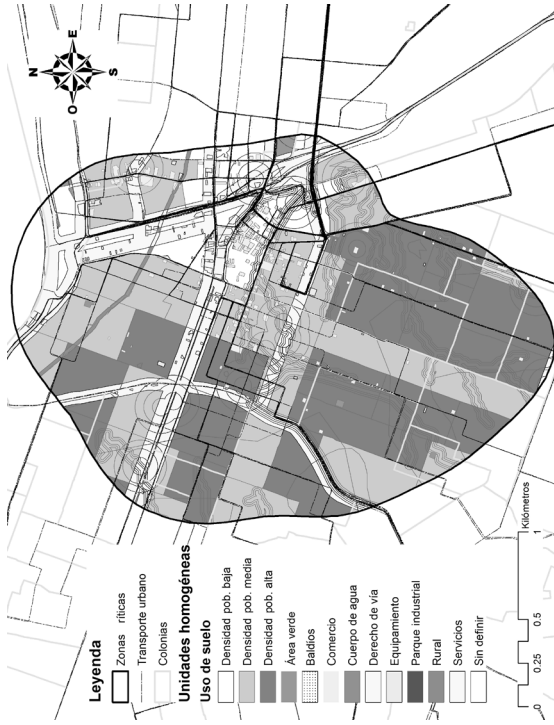 N
O
E
S
Leyenda
Zonas ríticas
Transporte urbano
Colonias
Unidades homogéneas
Uso de suelo
Densidad pob. baja
Densidad pob. media
Densidad pob. alta
Área verde
Baldíos
Comercio
Cuerpo de agua
Derecho de vía
Equipamiento
Parque industrial
Rural
Servicios
Sin definir
Kilómetros
0 0.25 0.5 1